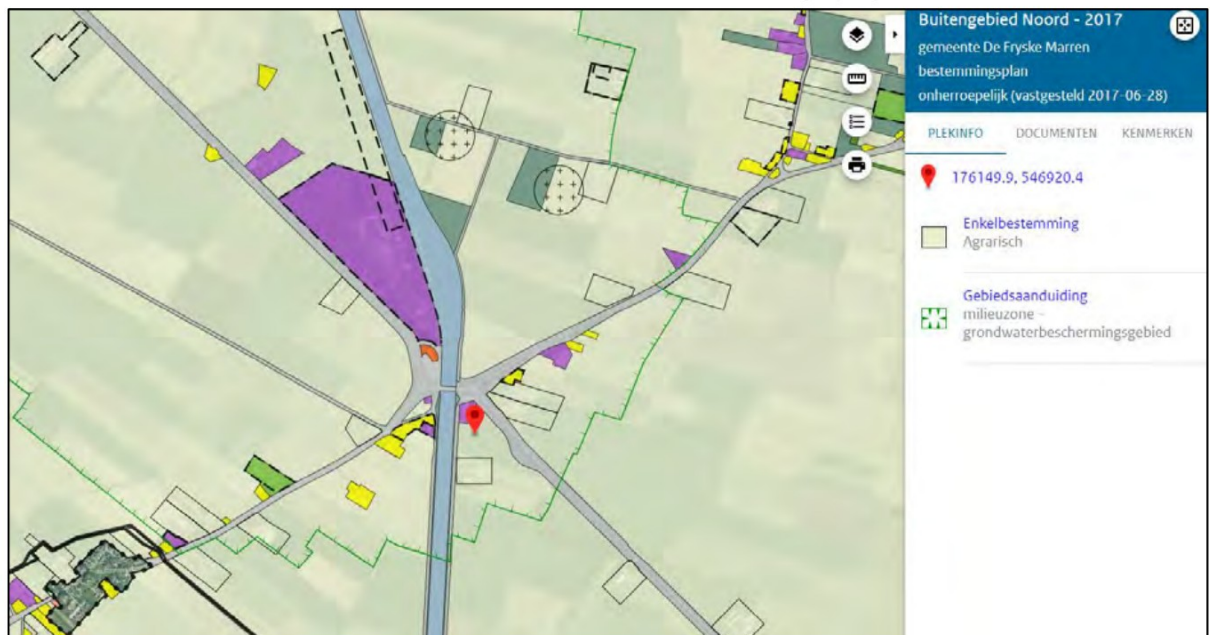 Buitengebied Noord - 2017
gemeente De Fryske Marren
bestemmingsplan
onherroepelijk (vastgesteld 2017-06-28)
PLEKINFO DOCUMENTEN KENMERKEN
176149.9, 546920.4
Enkelbestemming
Agrarisch
Gebiedsaanduiding
milieuzone -
grondwaterbeschermingsgebied